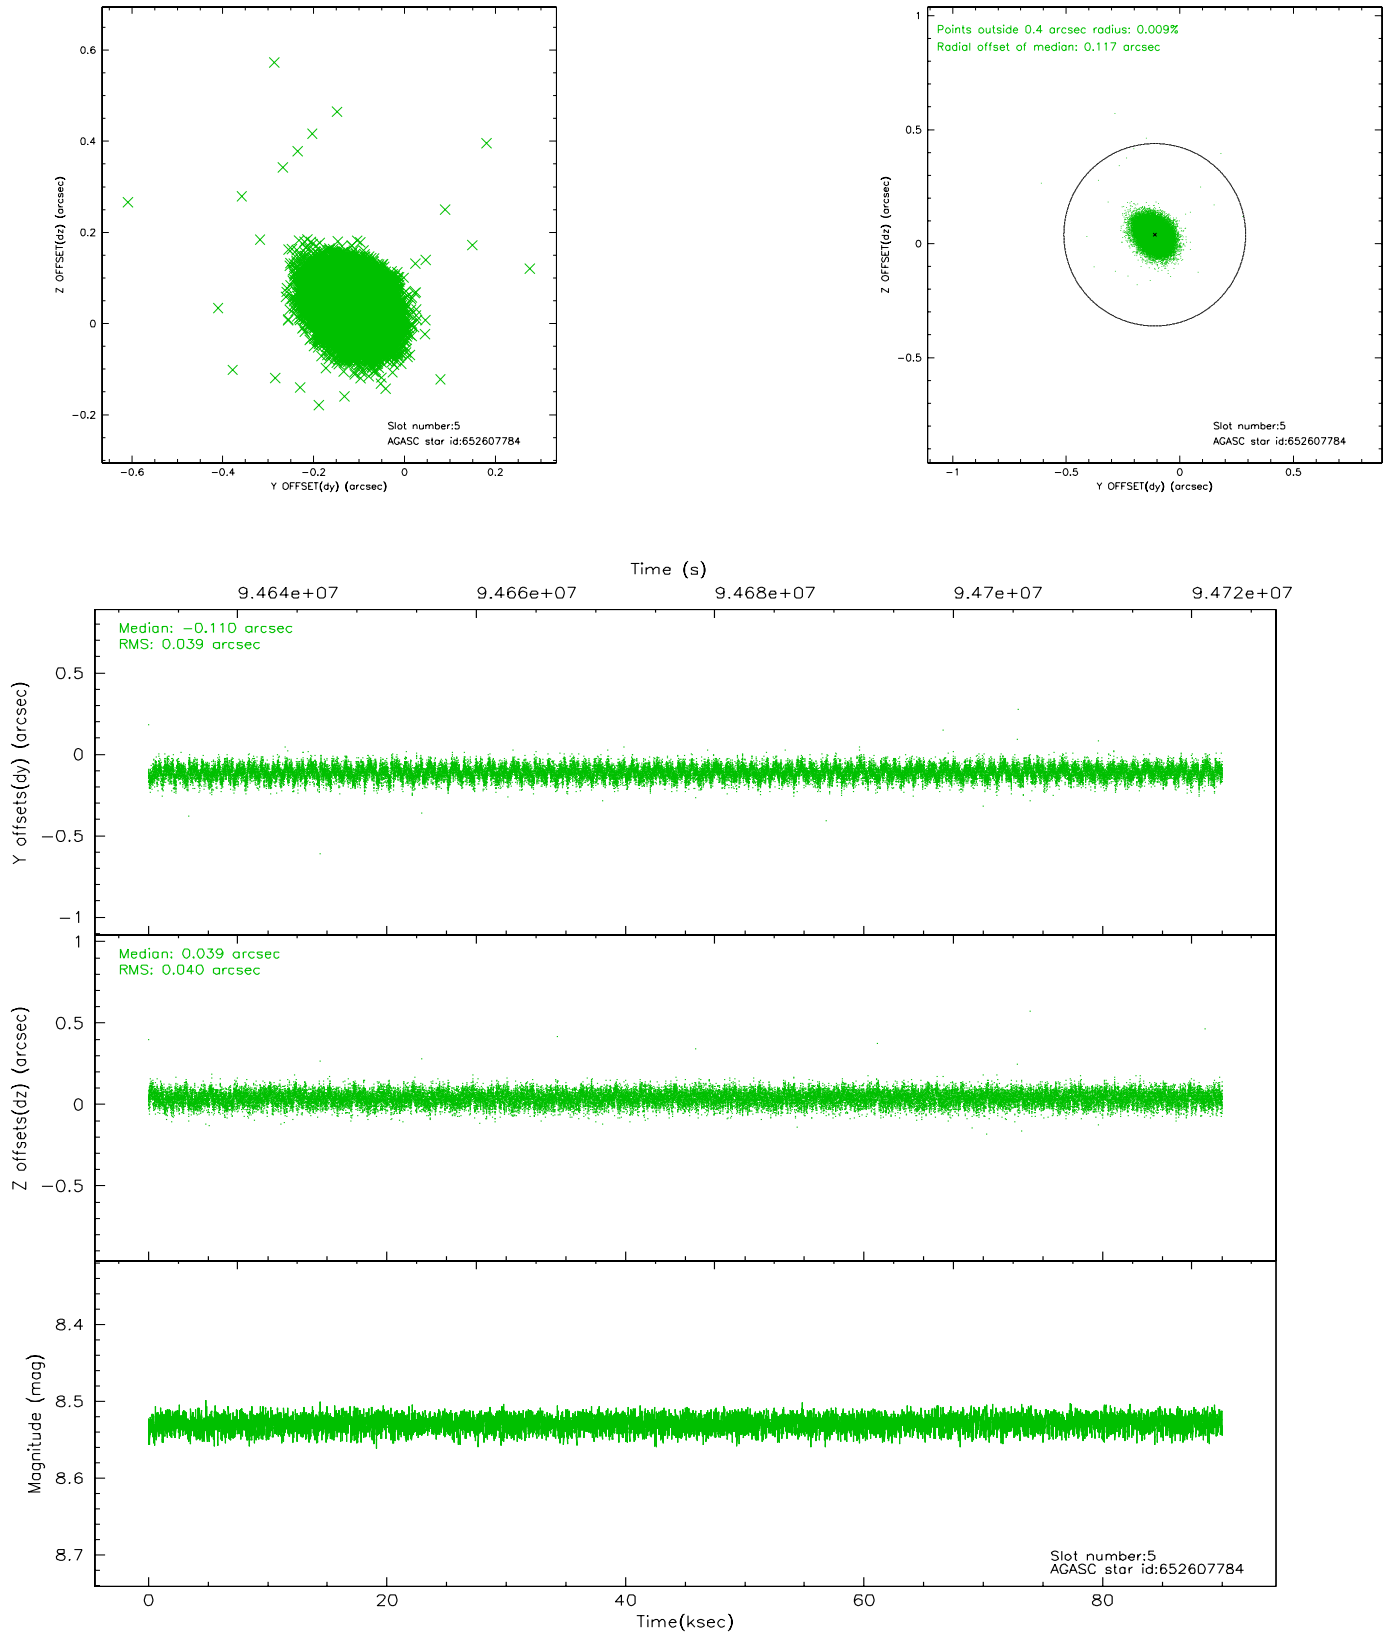 0.6
0.4
0.2
0
−0.2
Z OFFSET(dz) (arcsec)
−0.6
−0.4
−0.2
0
0.2
Y OFFSET(dy) (arcsec)
Slot number:5
AGASC star id:652607784
Points outside 0.4 arcsec radius: 0.009%
Radial offset of median: 0.117 arcsec
1
0.5
0
−0.5
Z OFFSET(dz) (arcsec)
−1
−0.5
0
0.5
Y OFFSET(dy) (arcsec)
Slot number:5
AGASC star id:652607784
Time (s)
9.464e+07
9.466e+07
9.468e+07
9.47e+07
9.472e+07
Median: −0.110 arcsec
RMS: 0.039 arcsec
0.5
0
−0.5
−1
Y offsets(dy) (arcsec)
Median: 0.039 arcsec
RMS: 0.040 arcsec
1
0.5
0
−0.5
Z offsets(dz) (arcsec)
8.4
8.5
8.6
8.7
Magnitude (mag)
Slot number:5
AGASC star id:652607784
0
20
40
60
80
Time(ksec)